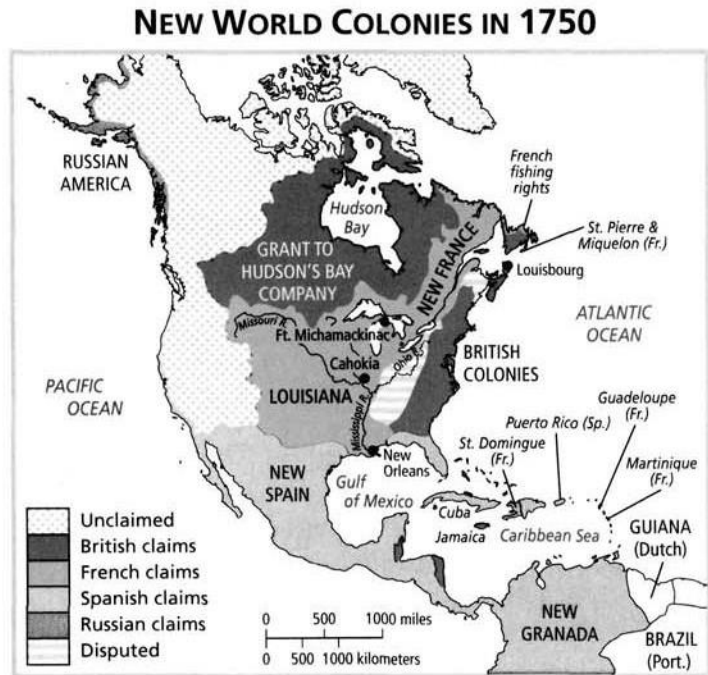 NEW WORLD COLONIES IN 1750
RUSSIAN
AMERICA
French
fishing
rights
Hudson
Bay
St. Pierre &
Miquelon (Fr.)
GRANT TO
HUDSON'S BAY
COMPANY
NEW FRANCE
Louisbourg
Missouri R.
Ft. Michamackinac
ATLANTIC
OCEAN
Ohio R.
BRITISH
COLONIES
Cahokia
PACIFIC
OCEAN
LOUISIANA
Mississippi R.
Guadeloupe
(Fr.)
Puerto Rico (Sp.)
St. Domingue
(Fr.)
Martinique
(Fr.)
New
Orleans
NEW
SPAIN
Gulf
of Mexico
Cuba
Jamaica
Caribbean Sea
GUIANA
(Dutch)
NEW
GRANADA
BRAZIL
(Port.)
Unclaimed
British claims
French claims
Spanish claims
Russian claims
Disputed
0 500 1000 miles
0 500 1000 kilometers